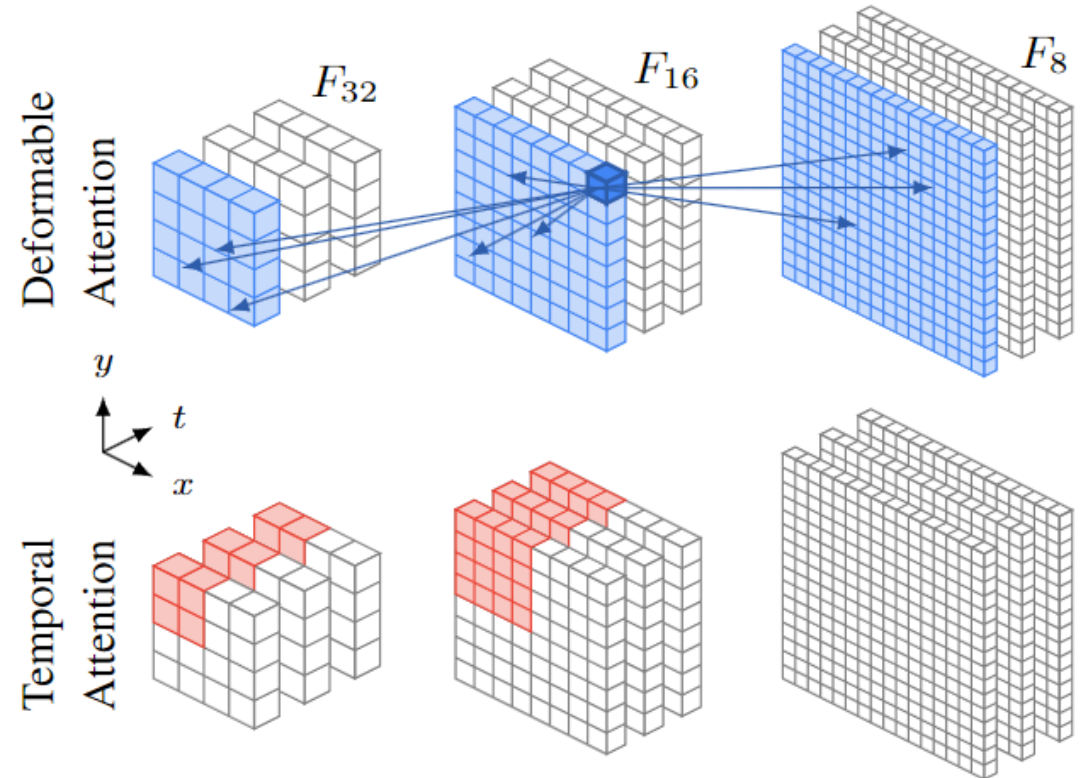 Deformable
Attention
F32
F16
F8
y
t
x
Temporal
Attention